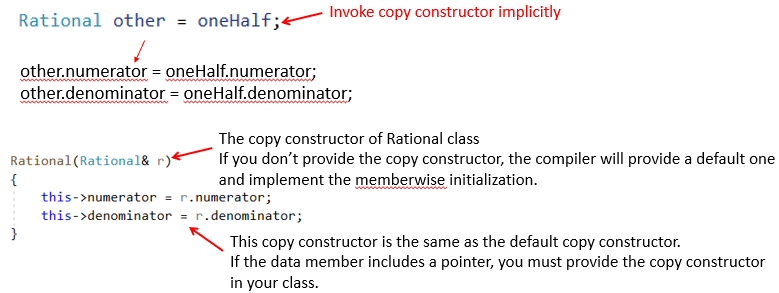 Rational other = oneHalf;
Invoke copy constructor implicitly
other.numerator = oneHalf.numerator;
other.denominator = oneHalf.denominator;
The copy constructor of Rational class
If you don’t provide the copy constructor, the compiler will provide a default one
and implement the memberwise initialization.
Rational(Rational& r)
{
this->numerator = r.numerator;
this->denominator = r.denominator;
}
This copy constructor is the same as the default copy constructor.
If the data member includes a pointer, you must provide the copy constructor
in your class.